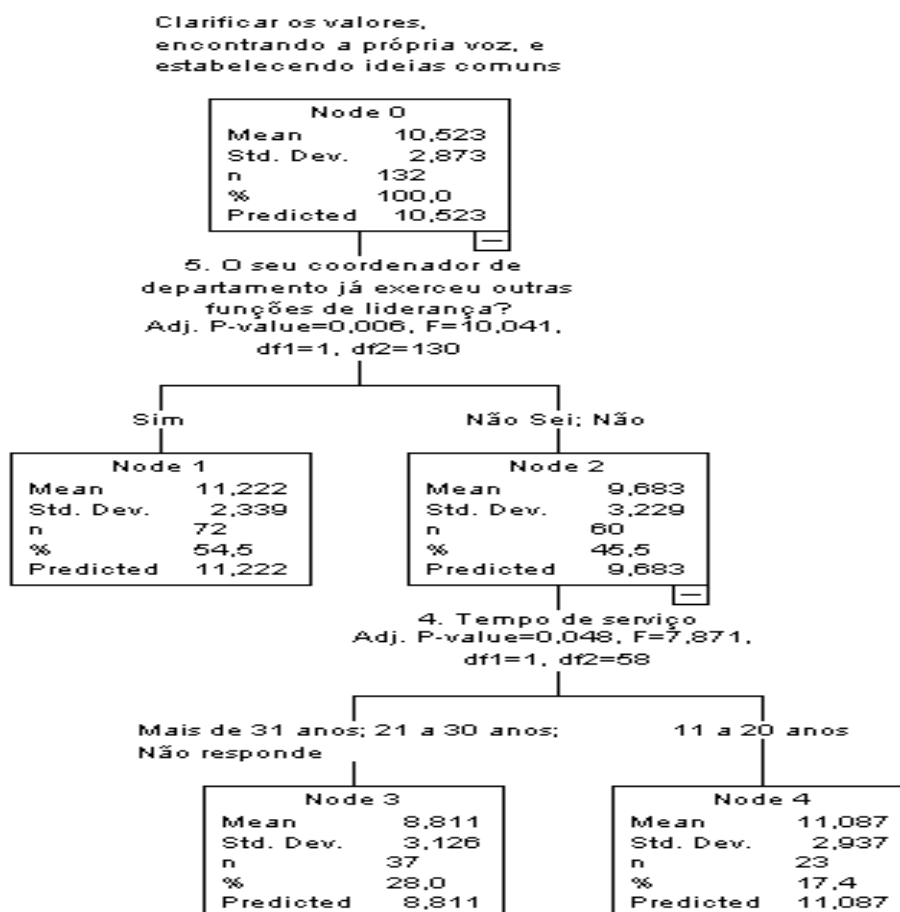 Clarificar os valores,
encontrando a própria voz, e
estabelecendo ideias comuns
Node 0
Mean 10,523
Std. Dev. 2,873
n 132
% 100,0
Predicted 10,523
5. O seu coordenador de
departamento já exerceu outras
funções de liderança?
Adj. P-value=0,006, F=10,041,
df1=1, df2=130
Sim
Não Sei; Não
Node 1
Mean 11,222
Std. Dev. 2,339
n 72
% 54,5
Predicted 11,222
Node 2
Mean 9,683
Std. Dev. 3,229
n 60
% 45,5
Predicted 9,683
4. Tempo de serviço
Adj. P-value=0,048, F=7,871,
df1=1, df2=58
Mais de 31 anos; 21 a 30 anos;
Não responde
11 a 20 anos
Node 3
Mean 8,811
Std. Dev. 3,126
n 37
% 28,0
Predicted 8,811
Node 4
Mean 11,087
Std. Dev. 2,937
n 23
% 17,4
Predicted 11,087